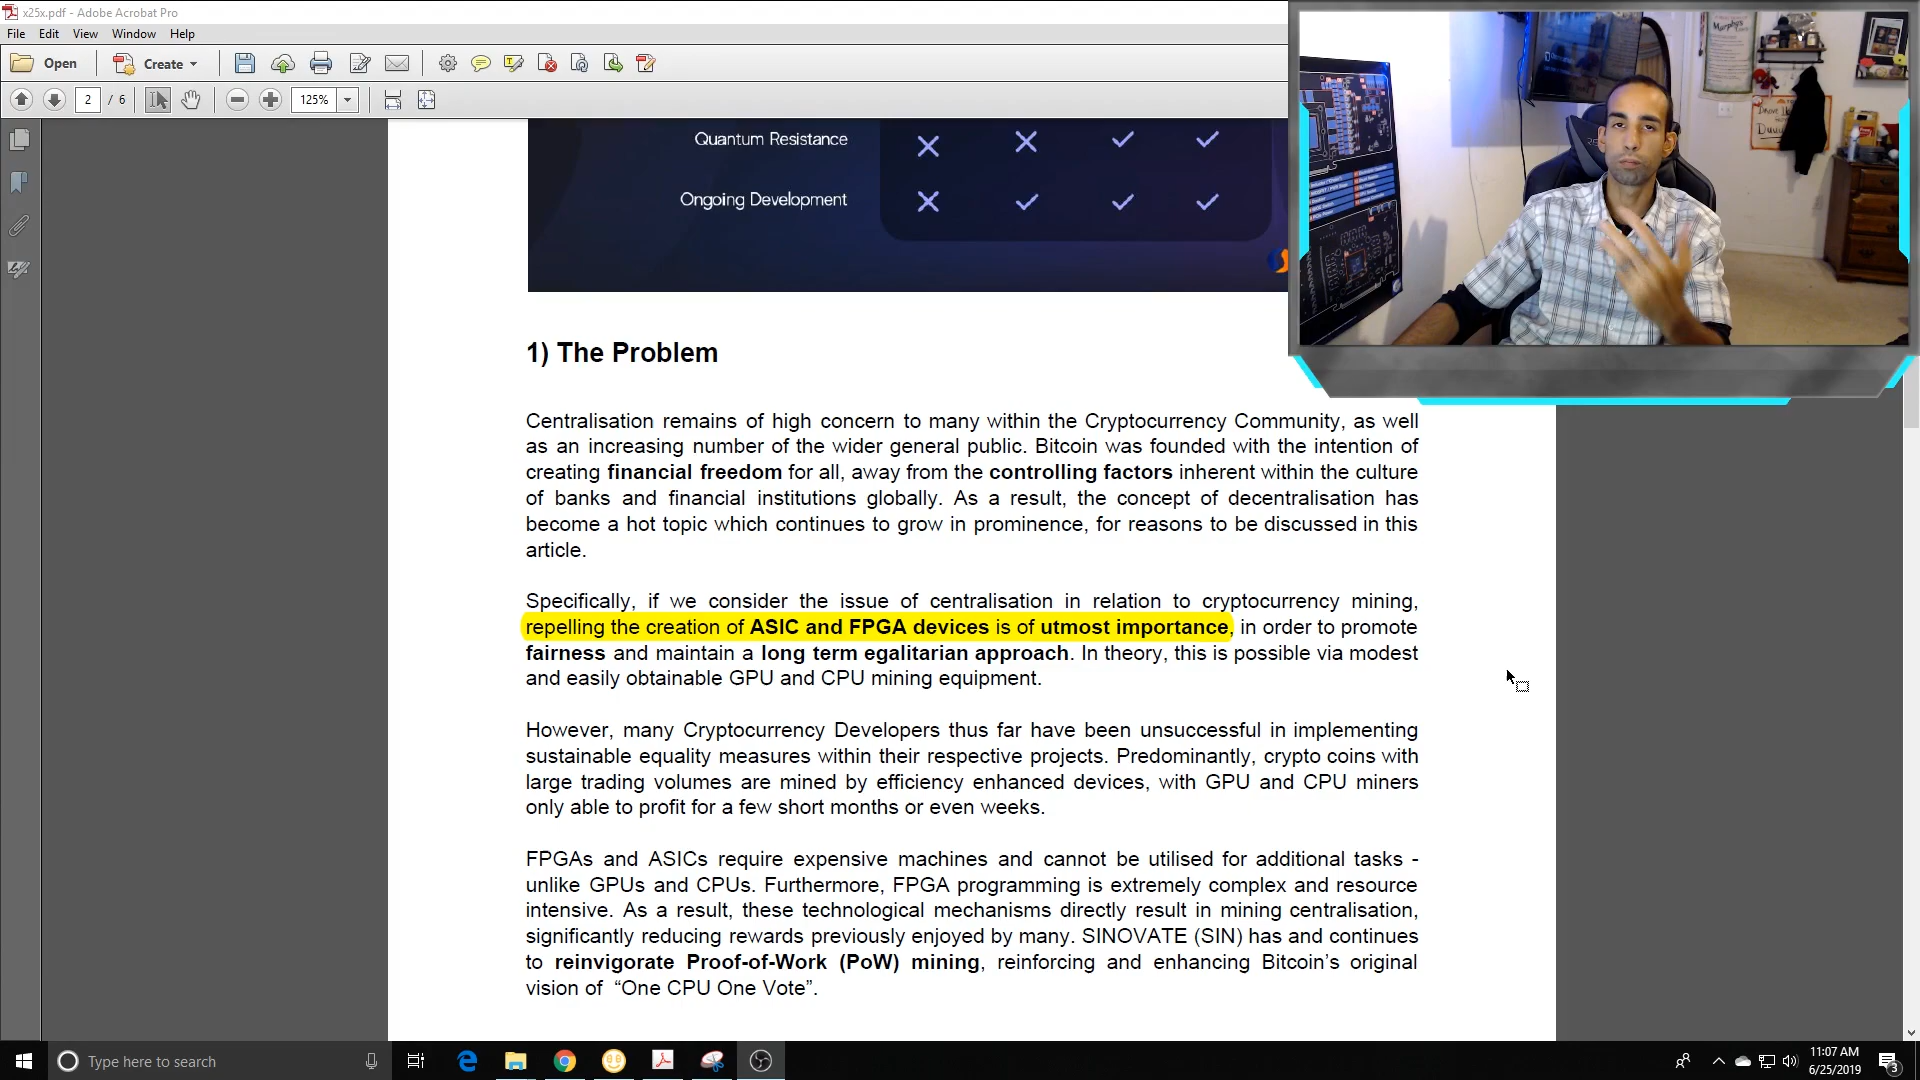 x25x.pdf - Adobe Acrobat Pro
File Edit View Window Help
Open Create
2 / 6 125%
Quantum Resistance
Ongoing Development
1) The Problem
Centralisation remains of high concern to many within the Cryptocurrency Community, as well
as an increasing number of the wider general public. Bitcoin was founded with the intention of
creating financial freedom for all, away from the controlling factors inherent within the culture
of banks and financial institutions globally. As a result, the concept of decentralisation has
become a hot topic which continues to grow in prominence, for reasons to be discussed in this
article.
Specifically, if we consider the issue of centralisation in relation to cryptocurrency mining,
repelling the creation of ASIC and FPGA devices is of utmost importance, in order to promote
fairness and maintain a long term egalitarian approach. In theory, this is possible via modest
and easily obtainable GPU and CPU mining equipment.
However, many Cryptocurrency Developers thus far have been unsuccessful in implementing
sustainable equality measures within their respective projects. Predominantly, crypto coins with
large trading volumes are mined by efficiency enhanced devices, with GPU and CPU miners
only able to profit for a few short months or even weeks.
FPGAs and ASICs require expensive machines and cannot be utilised for additional tasks -
unlike GPUs and CPUs. Furthermore, FPGA programming is extremely complex and resource
intensive. As a result, these technological mechanisms directly result in mining centralisation,
significantly reducing rewards previously enjoyed by many. SINOVATE (SIN) has and continues
to reinvigorate Proof-of-Work (PoW) mining, reinforcing and enhancing Bitcoin’s original
vision of “One CPU One Vote”.
Type here to search
11:07 AM
6/25/2019
3